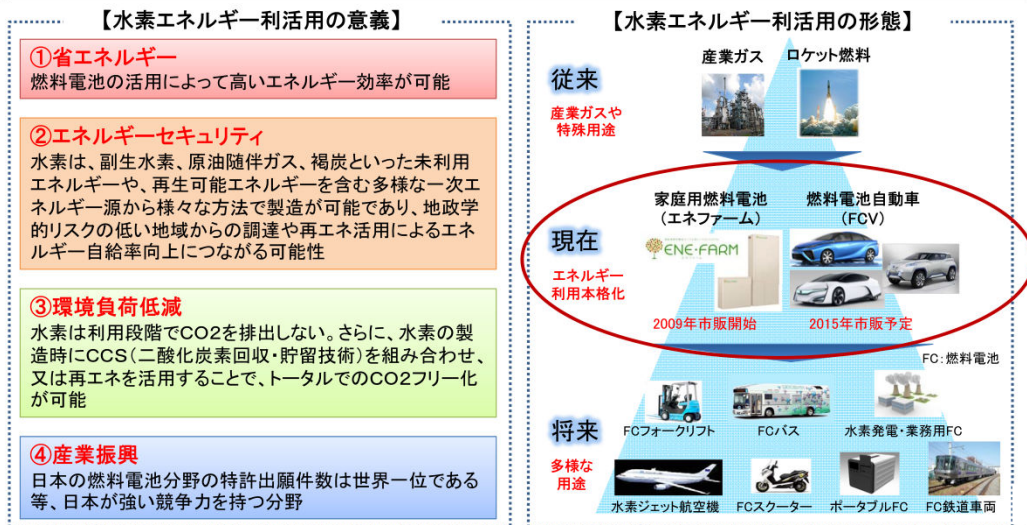 【水素エネルギー利活用の意義】
①省エネルギー
燃料電池の活用によって高いエネルギー効率が可能
②エネルギーセキュリティ
水素は、副生水素、原油随伴ガス、褐炭といった未利用
エネルギーや、再生可能エネルギーを含む多様な一次エ
ネルギー源から様々な方法で製造が可能であり、地政学
的リスクの低い地域からの調達や再エネ活用によるエネ
ルギー自給率向上につながる可能性
③環境負荷低減
水素は利用段階でCO2を排出しない。さらに、水素の製
造時にCCS(二酸化炭素回収・貯留技術)を組み合わせ、
又は再エネを活用することで、トータルでのCO2フリー化
が可能
④産業振興
日本の燃料電池分野の特許出願件数は世界一位である
等、日本が強い競争力を持つ分野
【水素エネルギー利活用の形態】
従来
産業ガスや
特殊用途
産業ガス
ロケット燃料
現在
エネルギー
利用本格化
家庭用燃料電池
(エネファーム)
ENE・FARM
2009年市販開始
燃料電池自動車
(FCV)
2015年市販予定
FC:燃料電池
将来
多様な
用途
FCフォークリフト
FCバス
水素発電・業務用FC
水素ジェット航空機
FCスクーター
ポータブルFC
FC鉄道車両